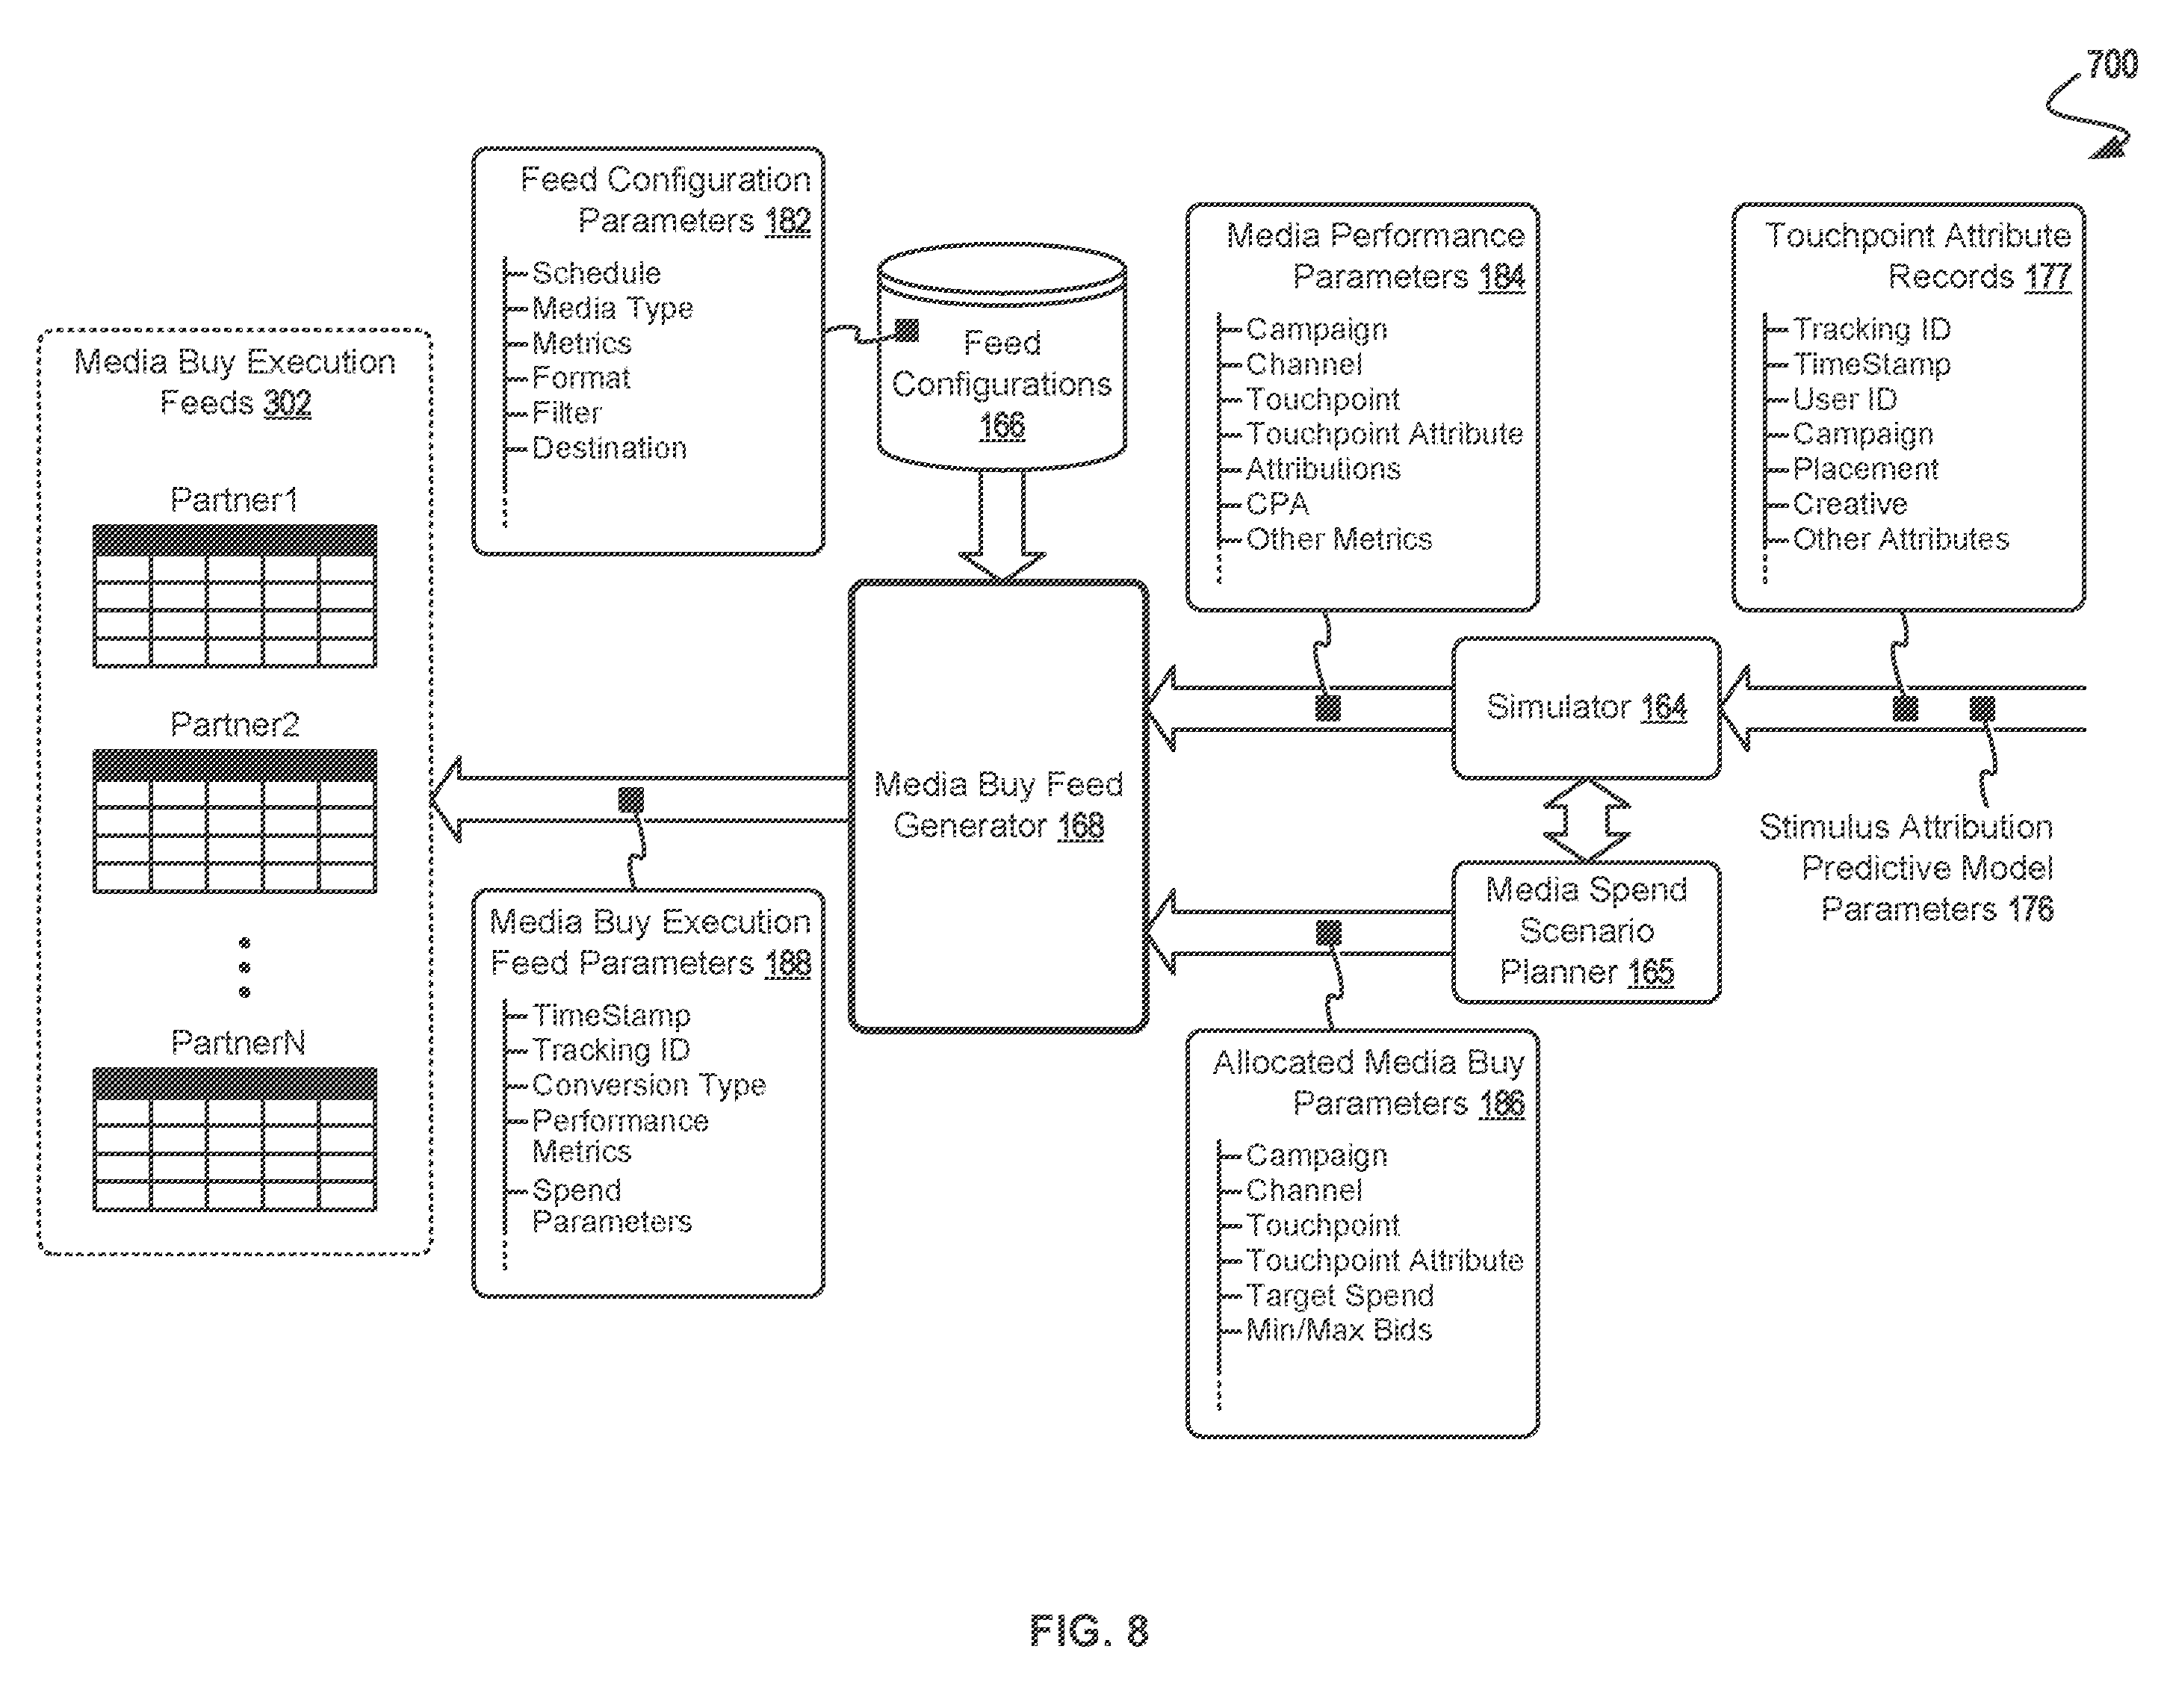 700
Feed Configuration
Parameters 182
Schedule
Media Type
Metrics
Format
Filter
Destination
Feed
Configurations
166
Media Performance
Parameters 184
Campaign
Channel
Touchpoint
Touchpoint Attribute
Attributions
CPA
Other Metrics
Touchpoint Attribute
Records 177
Tracking ID
TimeStamp
User ID
Campaign
Placement
Creative
Other Attributes
Media Buy Execution
Feeds 302
Partner1
Partner2
PartnerN
Media Buy Feed
Generator 168
Simulator 164
Stimulus Attribution
Predictive Model
Parameters 176
Media Spend
Scenario
Planner 165
Media Buy Execution
Feed Parameters 188
TimeStamp
Tracking ID
Conversion Type
Performance
Metrics
Spend
Parameters
Allocated Media Buy
Parameters 186
Campaign
Channel
Touchpoint
Touchpoint Attribute
Target Spend
Min/Max Bids
FIG. 8